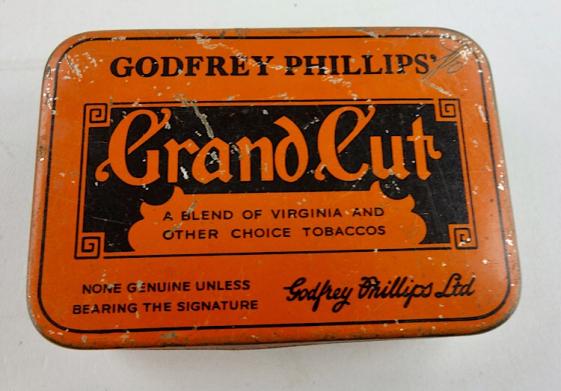 GODFREY PHILLIPS'
Grand Cut
A BLEND OF VIRGINIA AND
OTHER CHOICE TOBACCOS
NONE GENUINE UNLESS
BEARING THE SIGNATURE
Godfrey Phillips Ltd